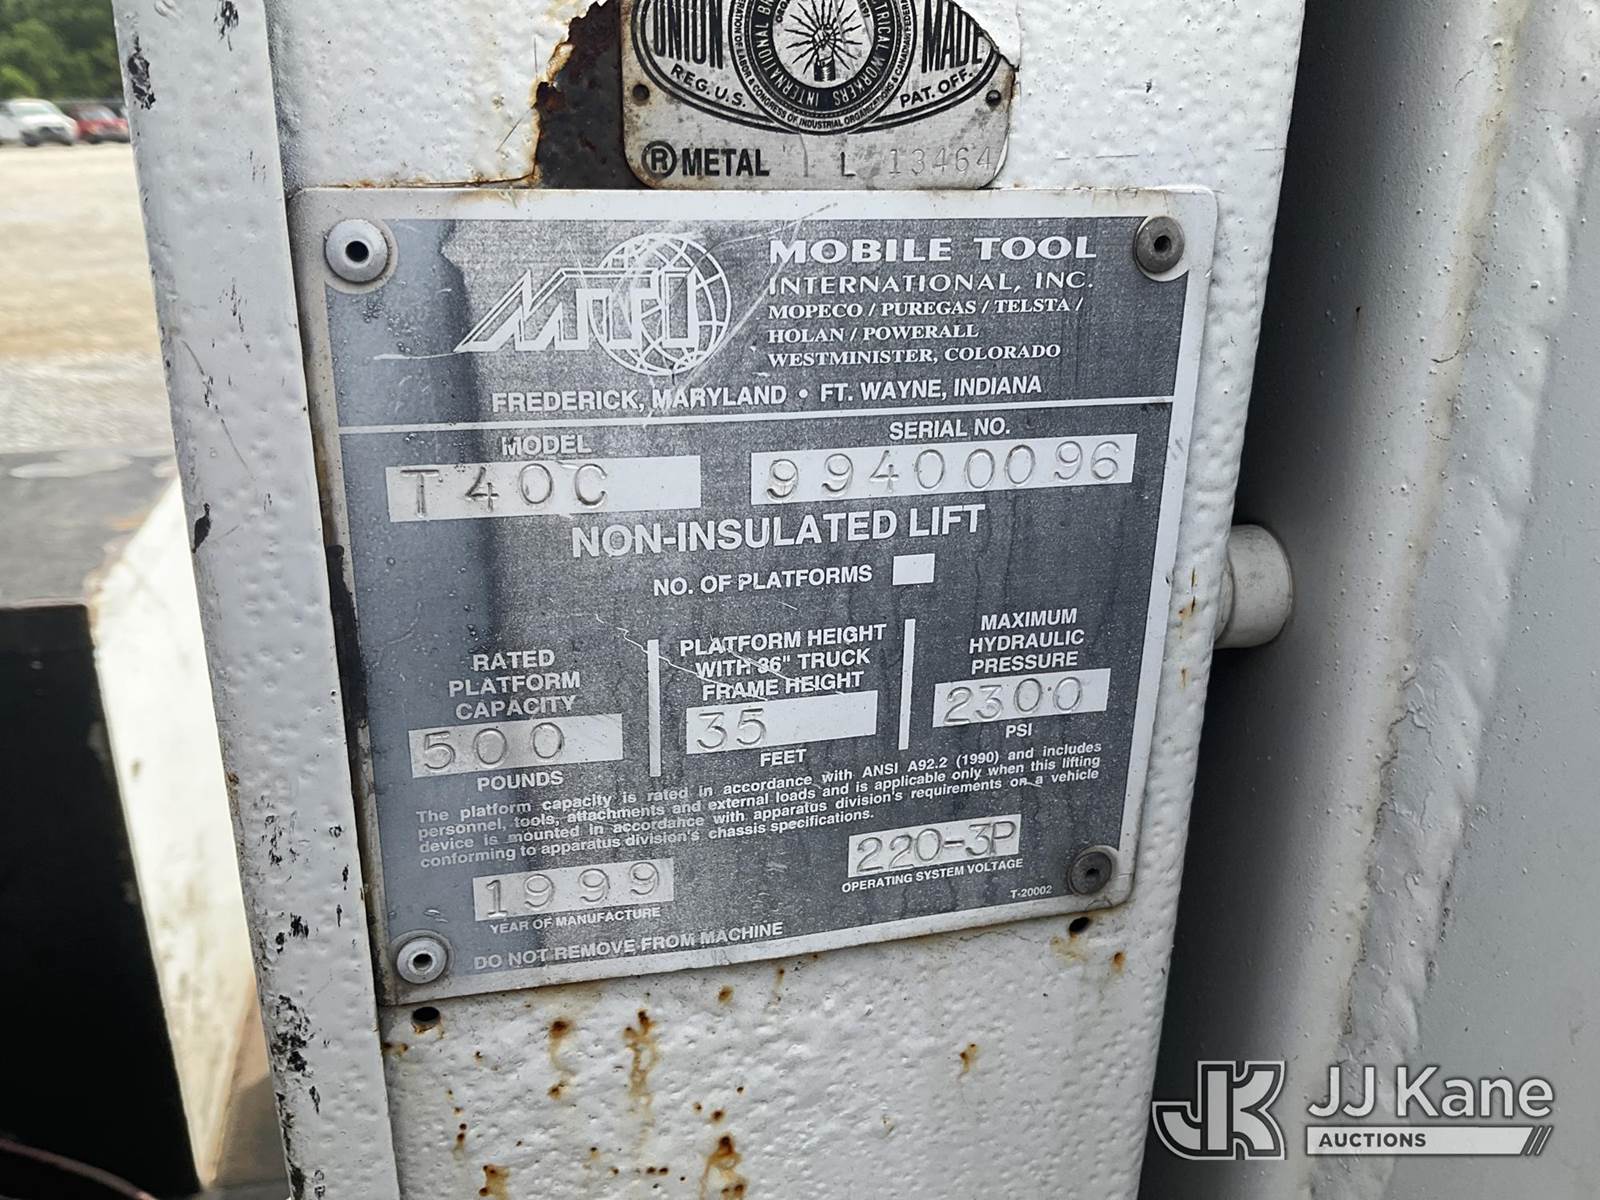 UNION MADE
INTERNATIONAL
ELECTRICAL WORKERS
REG. U.S. PAT. OFF.
® METAL L 13464
MTI
MOBILE TOOL
INTERNATIONAL, INC.
MOPECO / PUREGAS / TELSTA /
HOLAN / POWERALL
WESTMINISTER, COLORADO
FREDERICK, MARYLAND • FT. WAYNE, INDIANA
MODEL
T40C
SERIAL NO.
99400096
NON-INSULATED LIFT
NO. OF PLATFORMS
RATED
PLATFORM
CAPACITY
500
POUNDS
PLATFORM HEIGHT
WITH 36" TRUCK
FRAME HEIGHT
35
FEET
MAXIMUM
HYDRAULIC
PRESSURE
2300
PSI
The platform capacity is rated in accordance with ANSI A92.2 (1990) and includes
personnel, tools, attachments and external loads and is applicable only when this lifting
device is mounted in accordance with apparatus division's requirements on a vehicle
conforming to apparatus division's chassis specifications.
1999
YEAR OF MANUFACTURE
220-3P
OPERATING SYSTEM VOLTAGE
T-20002
DO NOT REMOVE FROM MACHINE
JK JJ Kane
AUCTIONS